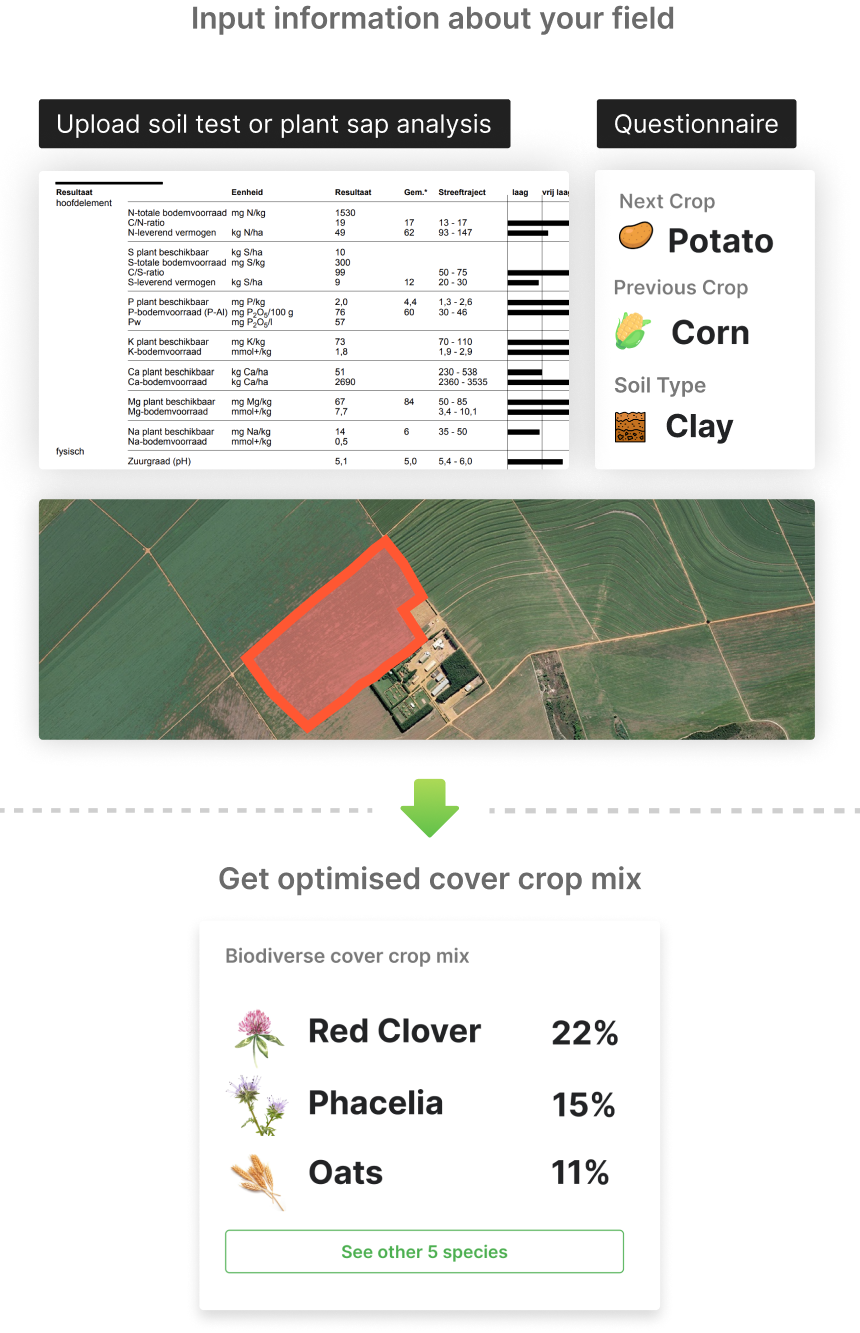 Input information about your field
Upload soil test or plant sap analysis
Questionnaire
Resultaat Eenheid Resultaat Gem.* Streeftraject laag vrij laag
hoofdelement
N-totale bodemvoorraad mg N/kg 1530
C/N-ratio 19 17 13 - 17
N-leverend vermogen kg N/ha 49 62 93 - 147
S plant beschikbaar kg S/ha 10
S-totale bodemvoorraad mg S/kg 300
C/S-ratio 99 50 - 75
S-leverend vermogen kg S/ha 9 12 20 - 30
P plant beschikbaar mg P/kg 2,0 4,4 1,3 - 2,6
P-bodemvoorraad (P-Al) mg P₂O₅/100 g 76 60 30 - 46
Pw mg P₂O₅/l 57
K plant beschikbaar mg K/kg 73 70 - 110
K-bodemvoorraad mmol+/kg 1,8 1,9 - 2,9
Ca plant beschikbaar kg Ca/ha 51 230 - 538
Ca-bodemvoorraad kg Ca/ha 2690 2360 - 3535
Mg plant beschikbaar mg Mg/kg 67 84 50 - 85
Mg-bodemvoorraad mmol+/kg 7,7 3,4 - 10,1
Na plant beschikbaar mg Na/kg 14 6 35 - 50
Na-bodemvoorraad mmol+/kg 0,5
fysisch
Zuurgraad (pH) 5,1 5,0 5,4 - 6,0
Next Crop
Potato
Previous Crop
Corn
Soil Type
Clay
Get optimised cover crop mix
Biodiverse cover crop mix
Red Clover 22%
Phacelia 15%
Oats 11%
See other 5 species